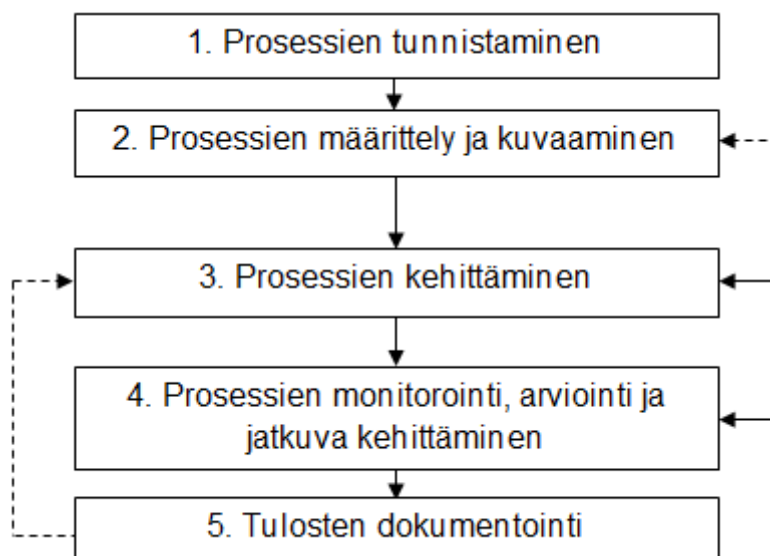 1. Prosessien tunnistaminen
2. Prosessien määrittely ja kuvaaminen
3. Prosessien kehittäminen
4. Prosessien monitorointi, arviointi ja
jatkuva kehittäminen
5. Tulosten dokumentointi